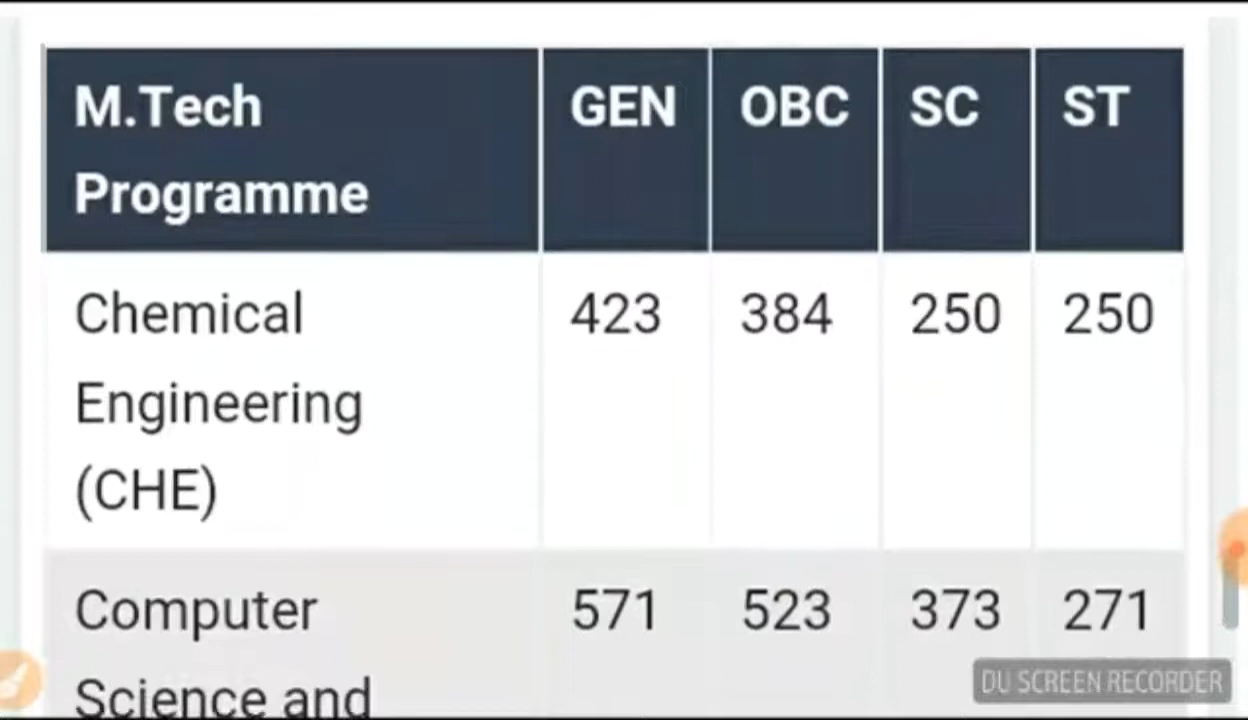 M.Tech GEN OBC SC ST
Programme
Chemical 423 384 250 250
Engineering
(CHE)
Computer 571 523 373 271
Science and
DU SCREEN RECORDER